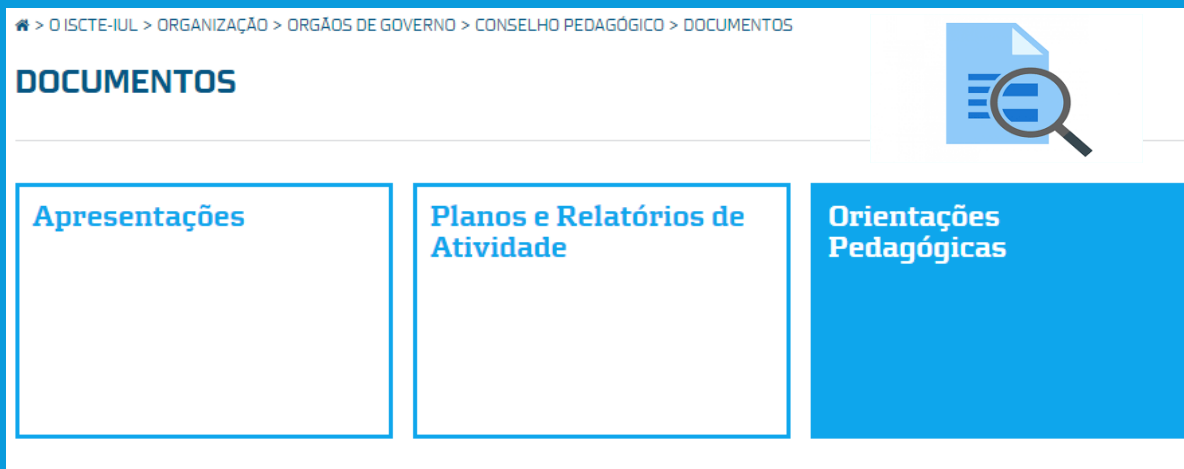 > O ISCTE-IUL > ORGANIZAÇÃO > ORGÃOS DE GOVERNO > CONSELHO PEDAGÓGICO > DOCUMENTOS
DOCUMENTOS
Apresentações
Planos e Relatórios de
Atividade
Orientações
Pedagógicas